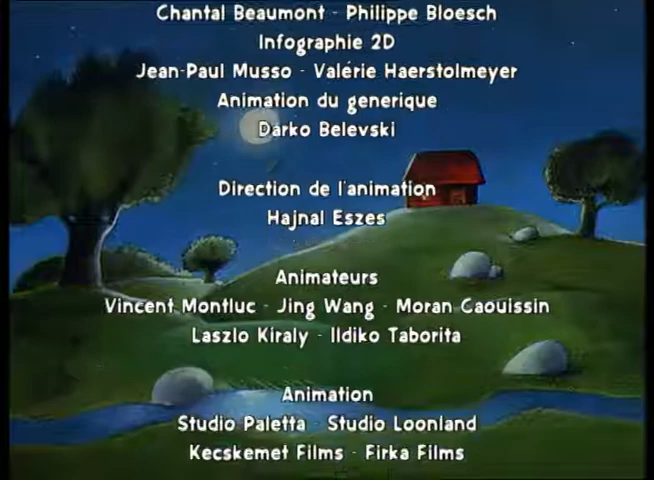 Chantal Beaumont - Philippe Bloesch
Infographie 2D
Jean-Paul Musso - Valérie Haerstolmeyer
Animation du generique
Darko Belevski
Direction de l'animation
Hajnal Eszes
Animateurs
Vincent Montluc - Jing Wang - Moran Caouissin
Laszlo Kiraly - Ildiko Taborita
Animation
Studio Paletta - Studio Loonland
Kecskemet Films - Firka Films